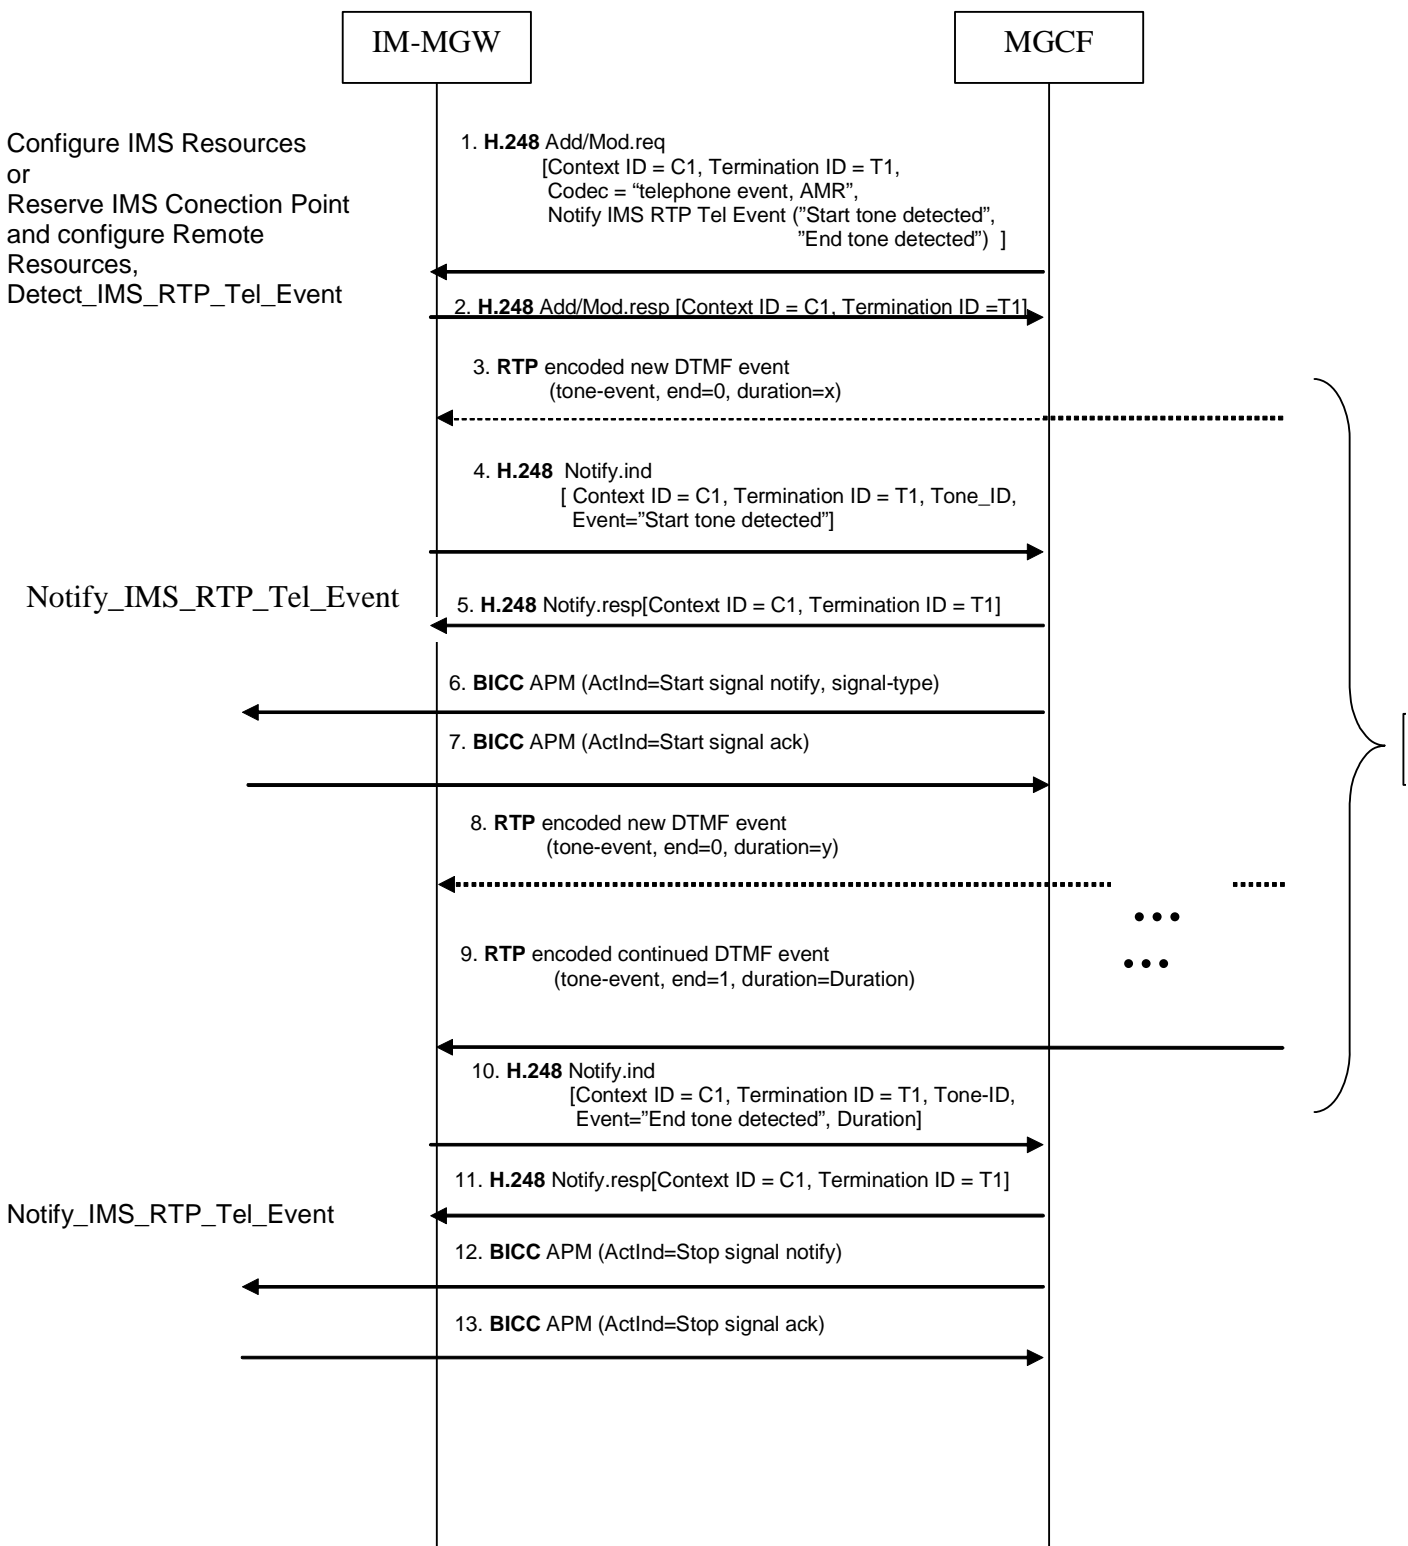 IM-MGW
MGCF
Configure IMS Resources
or
Reserve IMS Conection Point
and configure Remote
Resources,
Detect_IMS_RTP_Tel_Event
1. H.248 Add/Mod.req
[Context ID = C1, Termination ID = T1,
Codec = “telephone event, AMR”,
Notify IMS RTP Tel Event (”Start tone detected”,
”End tone detected”) ]
2. H.248 Add/Mod.resp [Context ID = C1, Termination ID =T1]
3. RTP encoded new DTMF event
(tone-event, end=0, duration=x)
4. H.248 Notify.ind
[ Context ID = C1, Termination ID = T1, Tone_ID,
Event=”Start tone detected”]
Notify_IMS_RTP_Tel_Event
5. H.248 Notify.resp[Context ID = C1, Termination ID = T1]
6. BICC APM (ActInd=Start signal notify, signal-type)
7. BICC APM (ActInd=Start signal ack)
8. RTP encoded new DTMF event
(tone-event, end=0, duration=y)
9. RTP encoded continued DTMF event
(tone-event, end=1, duration=Duration)
10. H.248 Notify.ind
[Context ID = C1, Termination ID = T1, Tone-ID,
Event=”End tone detected”, Duration]
11. H.248 Notify.resp[Context ID = C1, Termination ID = T1]
Notify_IMS_RTP_Tel_Event
12. BICC APM (ActInd=Stop signal notify)
13. BICC APM (ActInd=Stop signal ack)